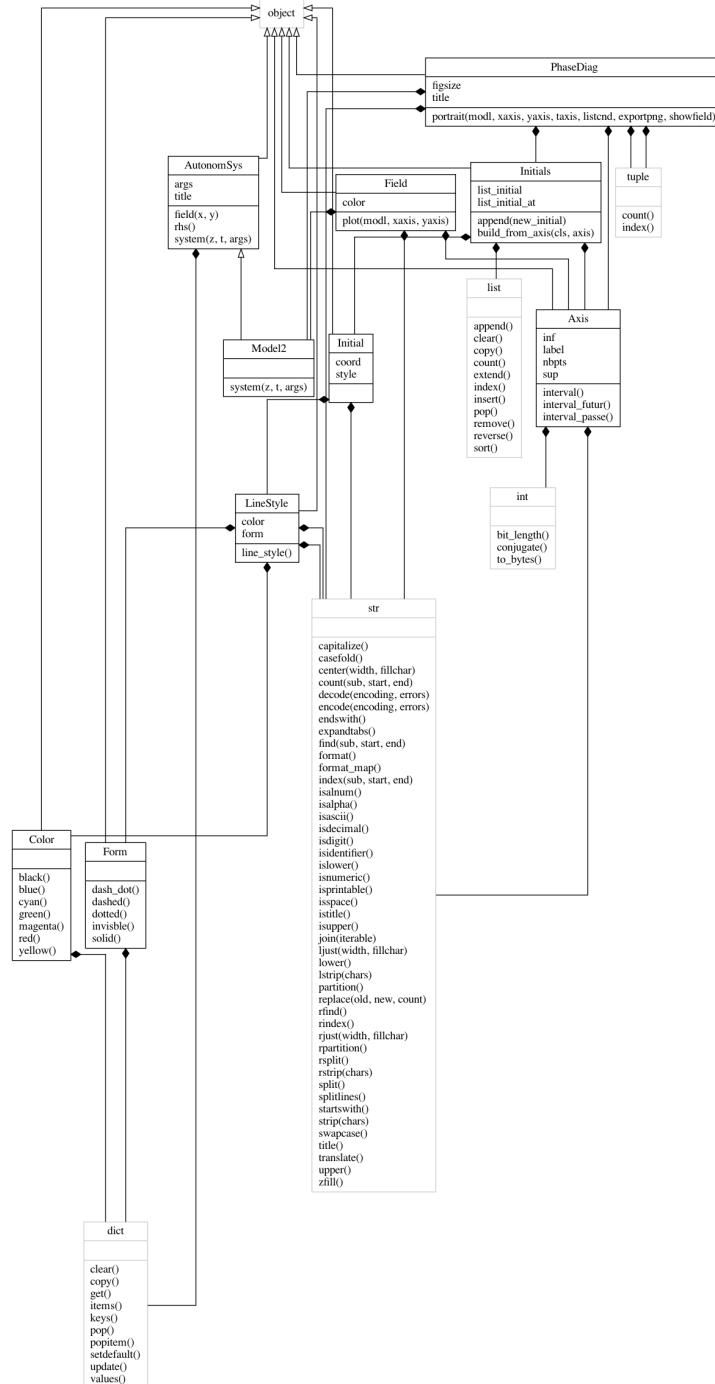 object
PhaseDiag
figsize
title
portrait(modl, xaxis, yaxis, taxis, listcnd, exportpng, showfield)
AutonomSys
args
title
field(x, y)
rhs()
system(z, t, args)
Field
color
plot(modl, xaxis, yaxis)
Initials
list_initial
list_initial_at
append(new_initial)
build_from_axis(cls, axis)
tuple
count()
index()
list
append()
clear()
copy()
count()
extend()
index()
insert()
pop()
remove()
reverse()
sort()
Axis
inf
label
nbpts
sup
interval()
interval_futur()
interval_passe()
Model2
system(z, t, args)
Initial
coord
style
LineStyle
color
form
line_style()
int
bit_length()
conjugate()
to_bytes()
str
capitalize()
casefold()
center(width, fillchar)
count(sub, start, end)
decode(encoding, errors)
encode(encoding, errors)
endswith()
expandtabs()
find(sub, start, end)
format()
format_map()
index(sub, start, end)
isalnum()
isalpha()
isascii()
isdecimal()
isdigit()
isidentifier()
islower()
isnumeric()
isprintable()
isspace()
istitle()
isupper()
join(iterable)
ljust(width, fillchar)
lower()
lstrip(chars)
partition()
replace(old, new, count)
rfind()
rindex()
rjust(width, fillchar)
rpartition()
rsplit()
rstrip(chars)
split()
splitlines()
startswith()
strip(chars)
swapcase()
title()
translate()
upper()
zfill()
Color
black()
blue()
cyan()
green()
magenta()
red()
yellow()
Form
dash_dot()
dashed()
dotted()
invisble()
solid()
dict
clear()
copy()
get()
items()
keys()
pop()
popitem()
setdefault()
update()
values()